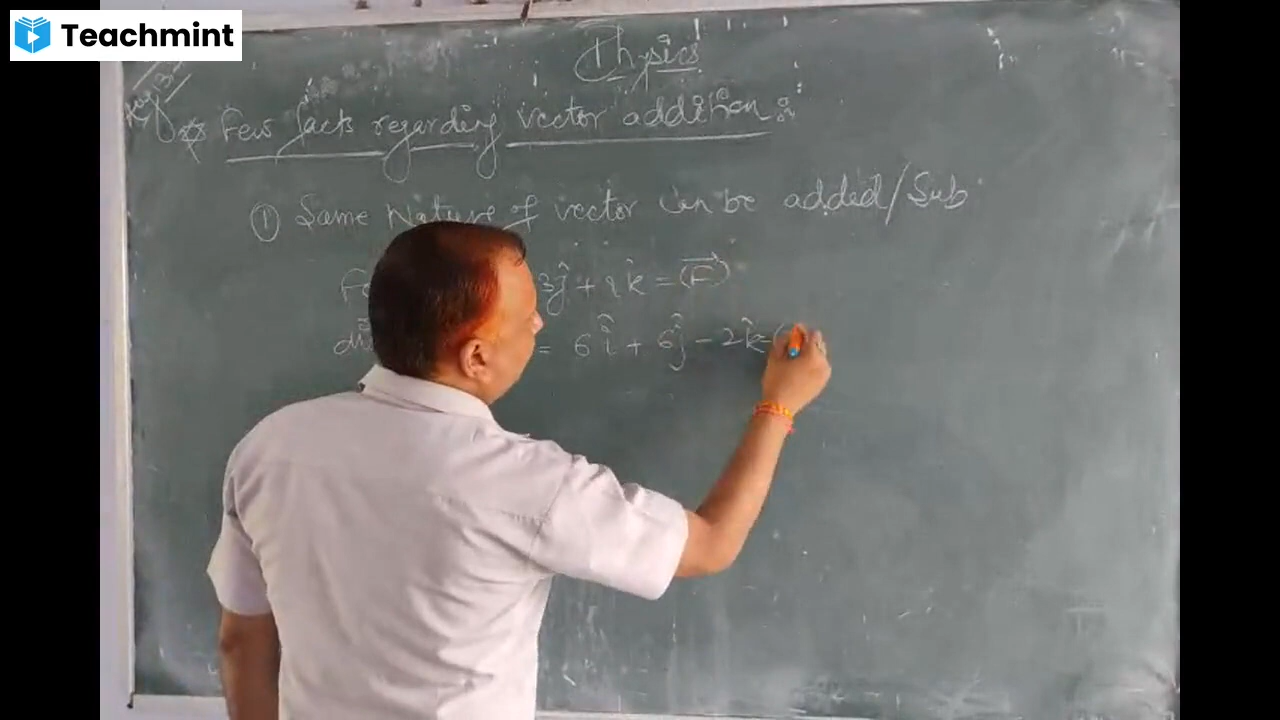 Teachmint
Physics
Few facts regarding vector addition :
① Same Nature of vector can be added/Sub
3ĵ + 2k̂ = (F⃗)
= 6î + 6ĵ - 2k̂ = (